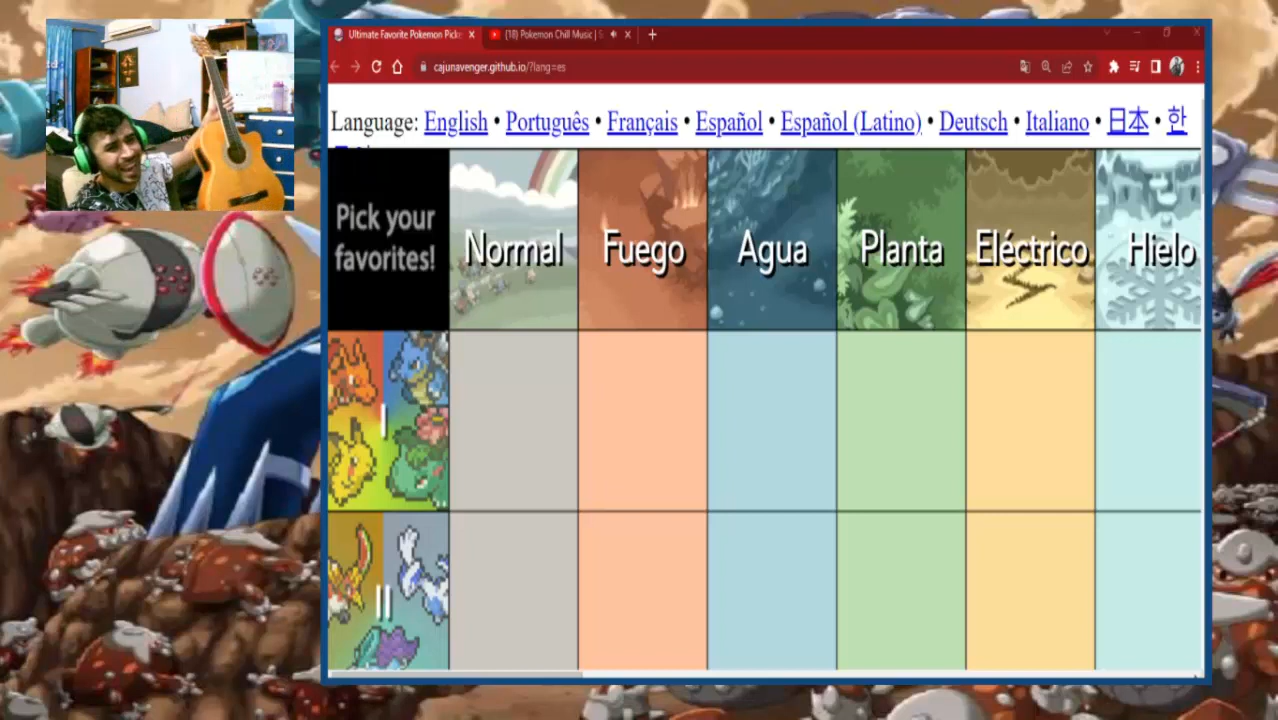 Ultimate Favorite Pokemon Picke
(18) Pokemon Chill Music | S
cajunavenger.github.io/?lang=es
Language: English • Português • Français • Español • Español (Latino) • Deutsch • Italiano • 日本 • 한
Pick your
favorites!
Normal
Fuego
Agua
Planta
Eléctrico
Hielo
I
II